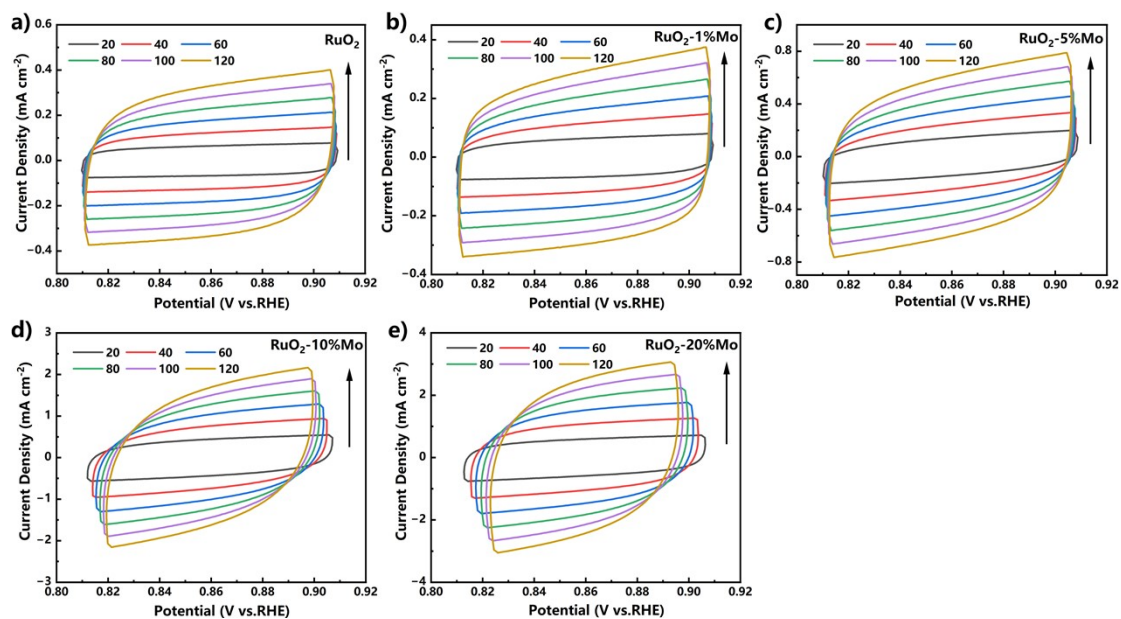 a)
RuO₂
20 40 60
80 100 120
Current Density (mA cm⁻²)
0.6
0.4
0.2
0.0
−0.2
−0.4
0.80 0.82 0.84 0.86 0.88 0.90 0.92
Potential (V vs.RHE)
b)
RuO₂-1%Mo
20 40 60
80 100 120
Current Density (mA cm⁻²)
0.4
0.2
0.0
−0.2
−0.4
0.80 0.82 0.84 0.86 0.88 0.90 0.92
Potential (V vs.RHE)
c)
RuO₂-5%Mo
20 40 60
80 100 120
Current Density (mA cm⁻²)
0.8
0.4
0.0
−0.4
−0.8
0.80 0.82 0.84 0.86 0.88 0.90 0.92
Potential (V vs.RHE)
d)
RuO₂-10%Mo
20 40 60
80 100 120
Current Density (mA cm⁻²)
3
2
1
0
−1
−2
−3
0.80 0.82 0.84 0.86 0.88 0.90 0.92
Potential (V vs.RHE)
e)
RuO₂-20%Mo
20 40 60
80 100 120
Current Density (mA cm⁻²)
4
2
0
−2
−4
0.80 0.82 0.84 0.86 0.88 0.90 0.92
Potential (V vs.RHE)